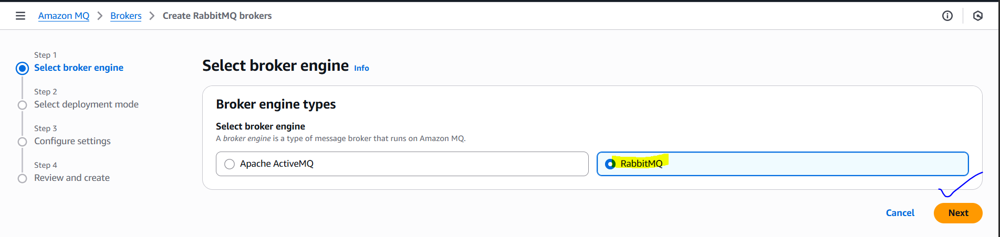 Amazon MQ > Brokers > Create RabbitMQ brokers
Step 1
Select broker engine
Step 2
Select deployment mode
Step 3
Configure settings
Step 4
Review and create
Select broker engine Info
Broker engine types
Select broker engine
A broker engine is a type of message broker that runs on Amazon MQ.
Apache ActiveMQ
RabbitMQ
Cancel
Next